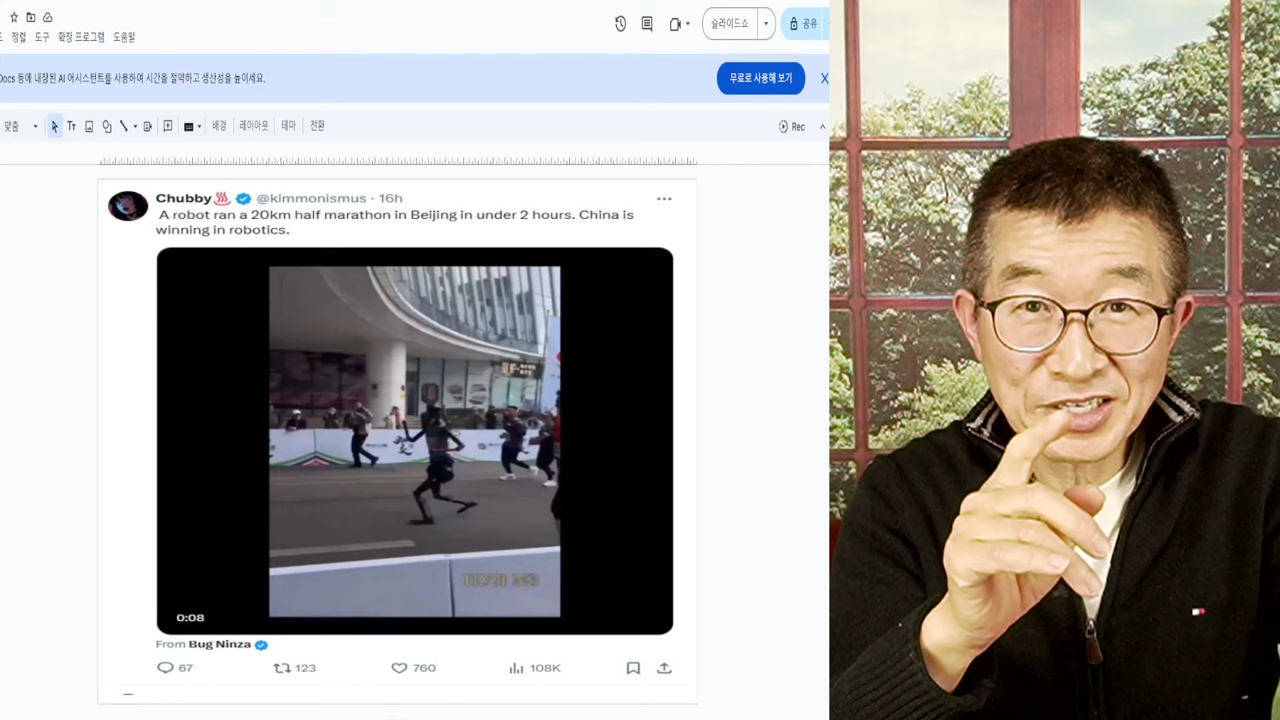 정렬 도구 확장 프로그램 도움말
슬라이드쇼
공유
Docs 등에 내장된 AI 어시스턴트를 사용하여 시간을 절약하고 생산성을 높이세요.
무료로 사용해 보기
X
맞춤
Tт
배경
레이아웃
테마
전환
Rec
Chubby @kimmonismus · 16h
A robot ran a 20km half marathon in Beijing in under 2 hours. China is
winning in robotics.
0:08
From Bug Ninza
67
123
760
108K